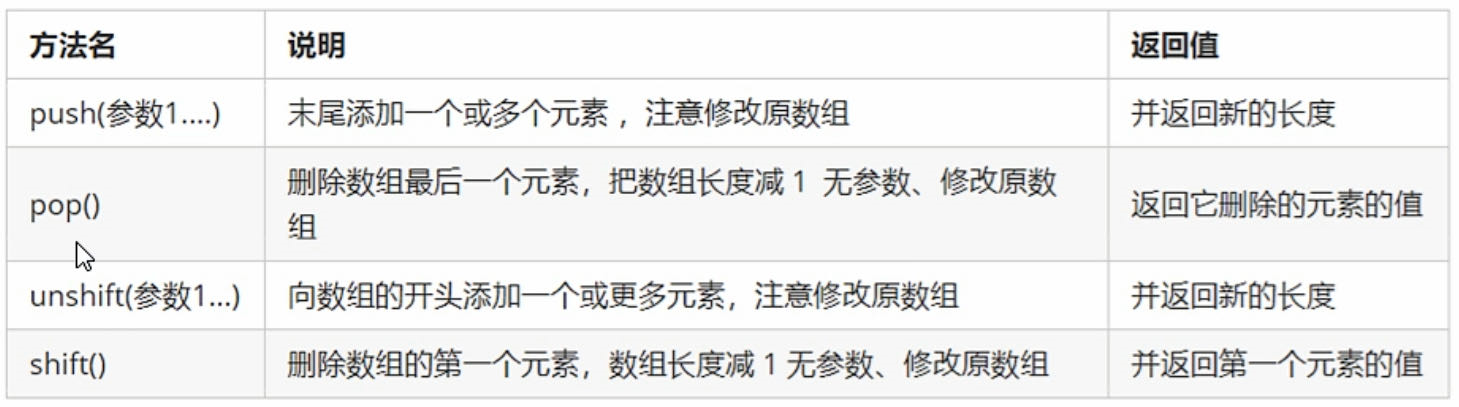 方法名 说明 返回值
push(参数1....) 末尾添加一个或多个元素 ，注意修改原数组 并返回新的长度
pop() 删除数组最后一个元素，把数组长度减 1 无参数、修改原数
组 返回它删除的元素的值
unshift(参数1...) 向数组的开头添加一个或更多元素，注意修改原数组 并返回新的长度
shift() 删除数组的第一个元素，数组长度减 1 无参数、修改原数组 并返回第一个元素的值